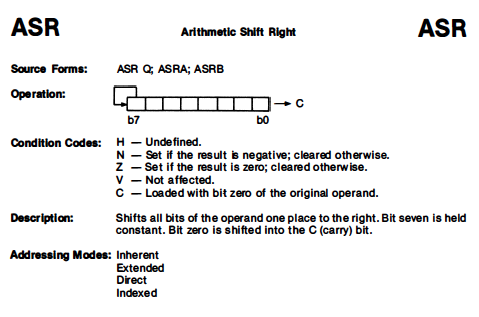 ASR Arithmetic Shift Right ASR
Source Forms: ASR Q; ASRA; ASRB
Operation:
C
b7 b0
Condition Codes: H — Undefined.
N — Set if the result is negative; cleared otherwise.
Z — Set if the result is zero; cleared otherwise.
V — Not affected.
C — Loaded with bit zero of the original operand.
Description: Shifts all bits of the operand one place to the right. Bit seven is held
constant. Bit zero is shifted into the C (carry) bit.
Addressing Modes: Inherent
Extended
Direct
Indexed